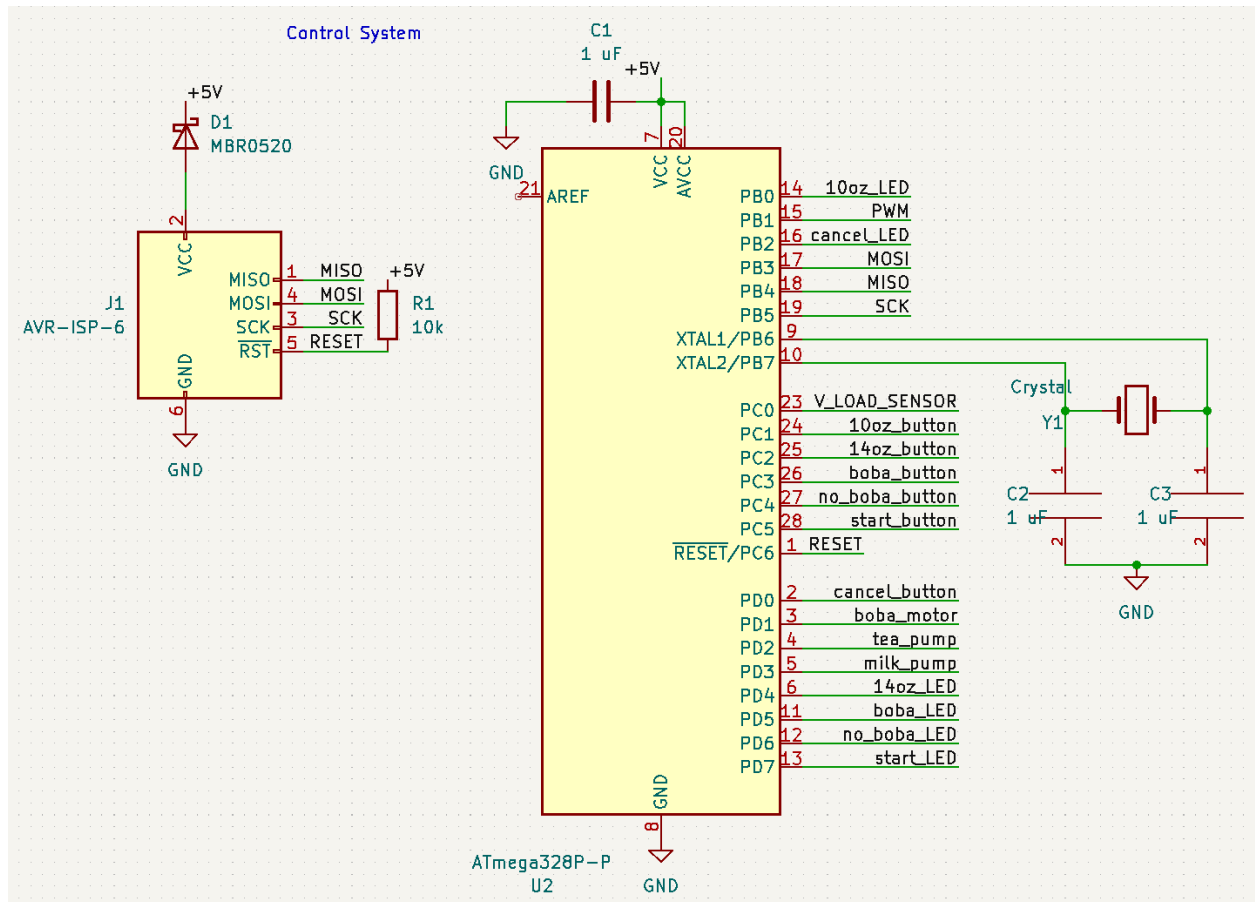 Control System
C1
1 uF
+5V
GND
+5V
D1
MBR0520
2
VCC
MISO 1 MISO
MOSI 4 MOSI
SCK 3 SCK
RST 5 RESET
GND
6
GND
J1
AVR-ISP-6
+5V
R1
10k
7
20
VCC
AVCC
21 AREF
PB0 14 10oz_LED
PB1 15 PWM
PB2 16 cancel_LED
PB3 17 MOSI
PB4 18 MISO
PB5 19 SCK
XTAL1/PB6 9
XTAL2/PB7 10
PC0 23 V_LOAD_SENSOR
PC1 24 10oz_button
PC2 25 14oz_button
PC3 26 boba_button
PC4 27 no_boba_button
PC5 28 start_button
RESET/PC6 1 RESET
PD0 2 cancel_button
PD1 3 boba_motor
PD2 4 tea_pump
PD3 5 milk_pump
PD4 6 14oz_LED
PD5 11 boba_LED
PD6 12 no_boba_LED
PD7 13 start_LED
GND
8
GND
ATmega328P-P
U2
Crystal
Y1
1
C2
1 uF
2
1
C3
1 uF
2
GND